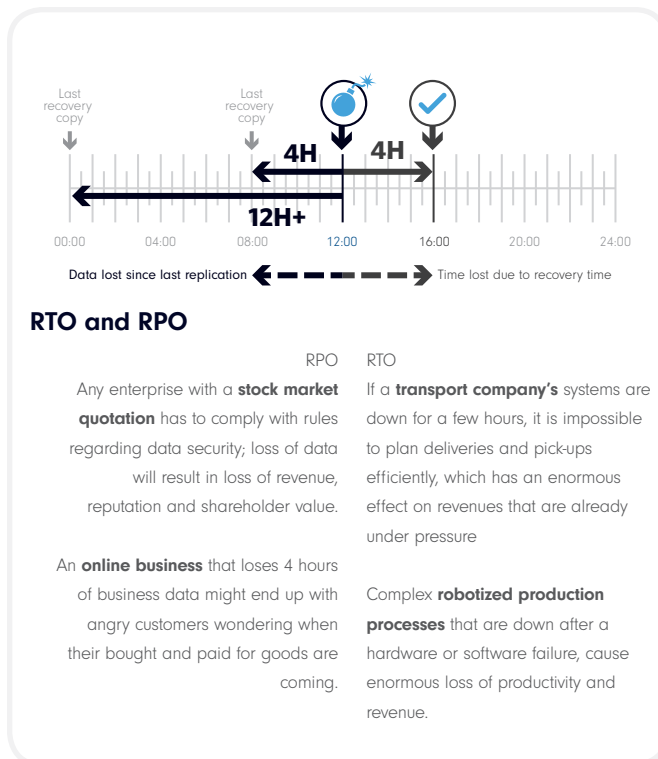 Last
recovery
copy
Last
recovery
copy
4H
4H
12H+
00:00
04:00
08:00
12:00
16:00
20:00
24:00
Data lost since last replication
Time lost due to recovery time
RTO and RPO
RPO
Any enterprise with a stock market
quotation has to comply with rules
regarding data security; loss of data
will result in loss of revenue,
reputation and shareholder value.
An online business that loses 4 hours
of business data might end up with
angry customers wondering when
their bought and paid for goods are
coming.
RTO
If a transport company’s systems are
down for a few hours, it is impossible
to plan deliveries and pick-ups
efficiently, which has an enormous
effect on revenues that are already
under pressure
Complex robotized production
processes that are down after a
hardware or software failure, cause
enormous loss of productivity and
revenue.